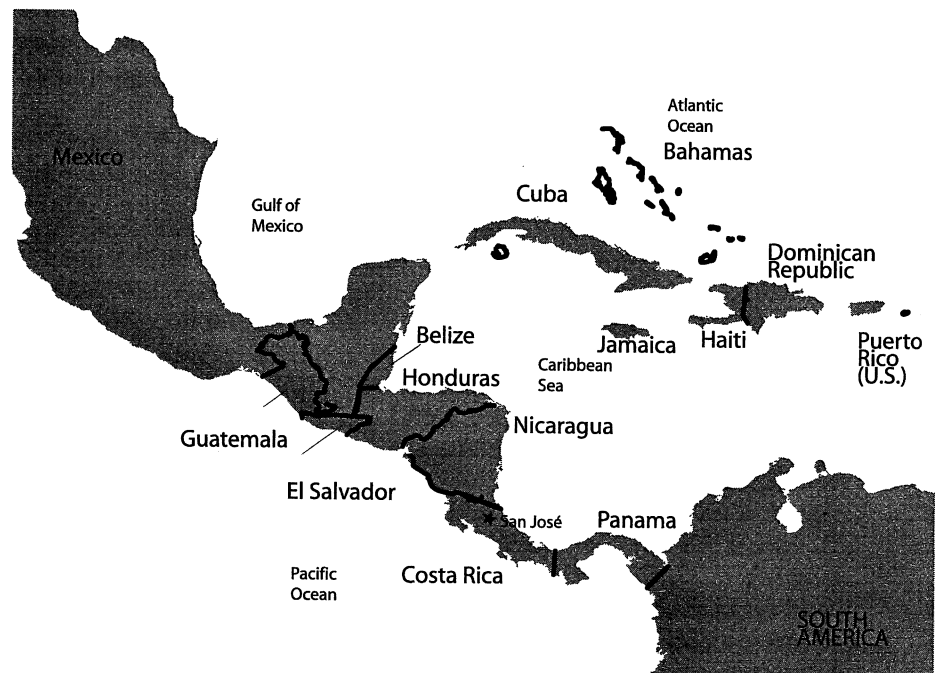 Atlantic
Ocean
Bahamas
Mexico
Cuba
Gulf of
Mexico
Dominican
Republic
Belize
Jamaica
Haiti
Puerto
Rico
(U.S.)
Caribbean
Sea
Honduras
Nicaragua
Guatemala
El Salvador
San José
Panama
Pacific
Ocean
Costa Rica
SOUTH
AMERICA